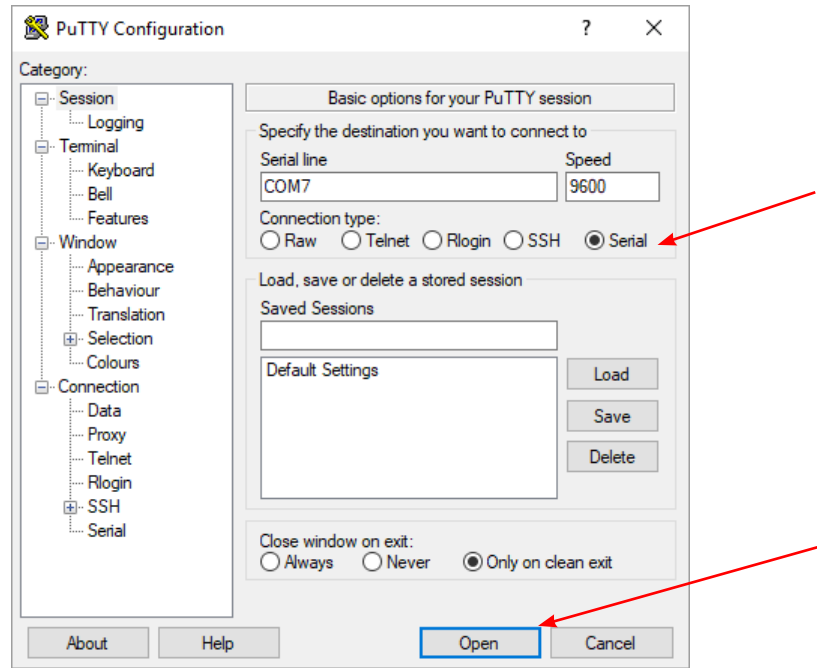 PuTTY Configuration
?
Category:
Session
Logging
Terminal
Keyboard
Bell
Features
Window
Appearance
Behaviour
Translation
Selection
Colours
Connection
Data
Proxy
Telnet
Rlogin
SSH
Serial
Basic options for your PuTTY session
Specify the destination you want to connect to
Serial line Speed
COM7 9600
Connection type:
Raw Telnet Rlogin SSH Serial
Load, save or delete a stored session
Saved Sessions
Default Settings
Load
Save
Delete
Close window on exit:
Always Never Only on clean exit
About Help Open Cancel